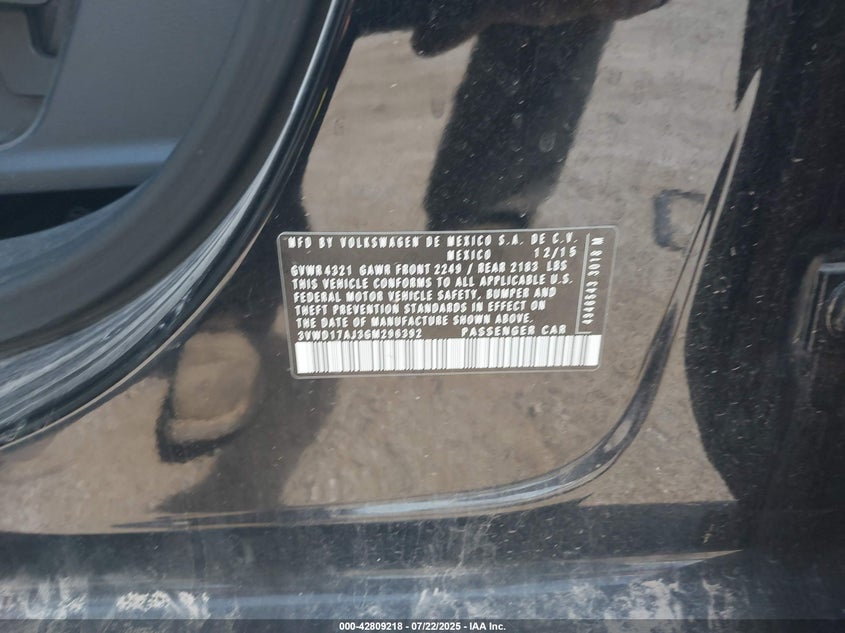 MFD BY VOLKSWAGEN DE MEXICO S.A. DE C.V.
MEXICO 12/15
GVWR 4321 GAWR FRONT 2249 / REAR 2183 LBS
THIS VEHICLE CONFORMS TO ALL APPLICABLE U.S.
FEDERAL MOTOR VEHICLE SAFETY, BUMPER AND
THEFT PREVENTION STANDARDS IN EFFECT ON
THE DATE OF MANUFACTURE SHOWN ABOVE.
3VWD17AJ3GM296252 PASSENGER CAR
000-42809218 - 07/22/2025 - IAA Inc.